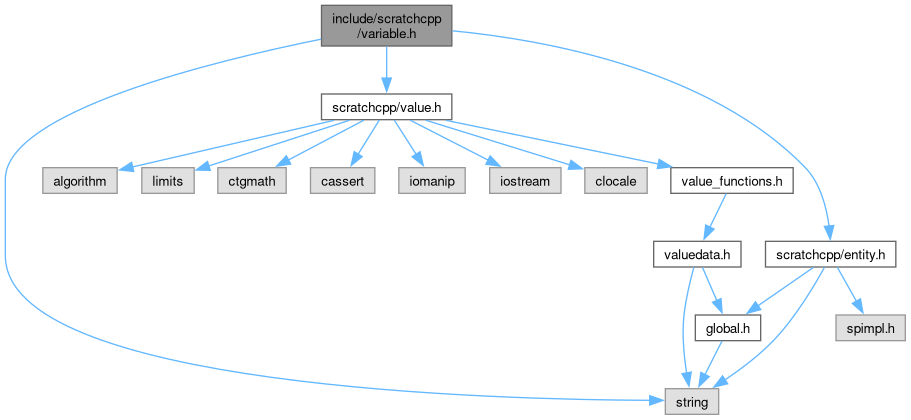 include/scratchcpp
/variable.h
scratchcpp/value.h
algorithm
limits
ctgmath
cassert
iomanip
iostream
clocale
value_functions.h
valuedata.h
scratchcpp/entity.h
global.h
spimpl.h
string